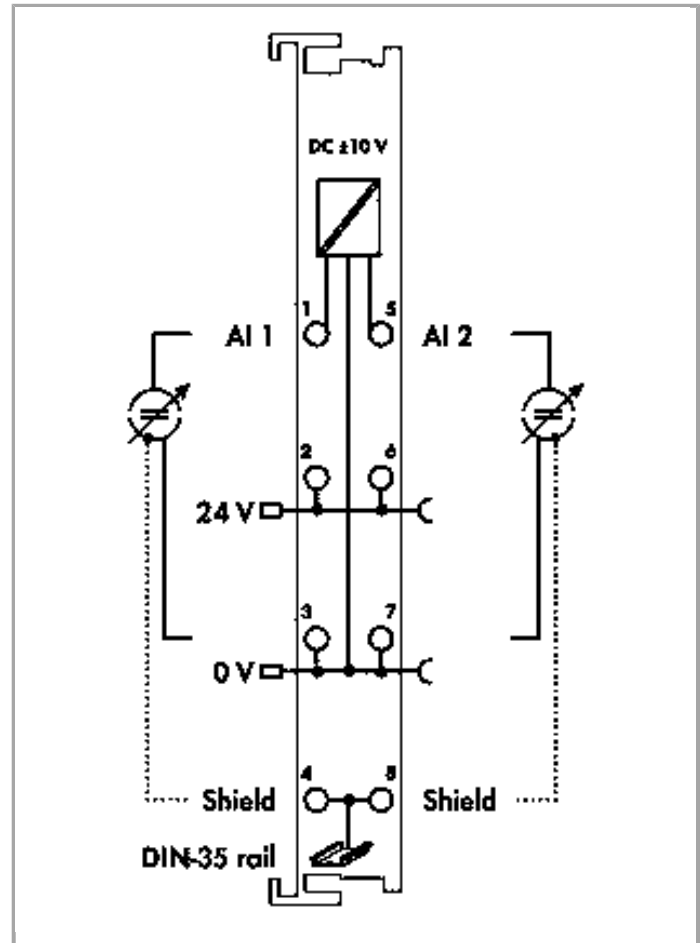 DC ±10 V
1 5
AI 1 AI 2
2 6
24 V
3 7
0 V
4 8
Shield Shield
DIN-35 rail